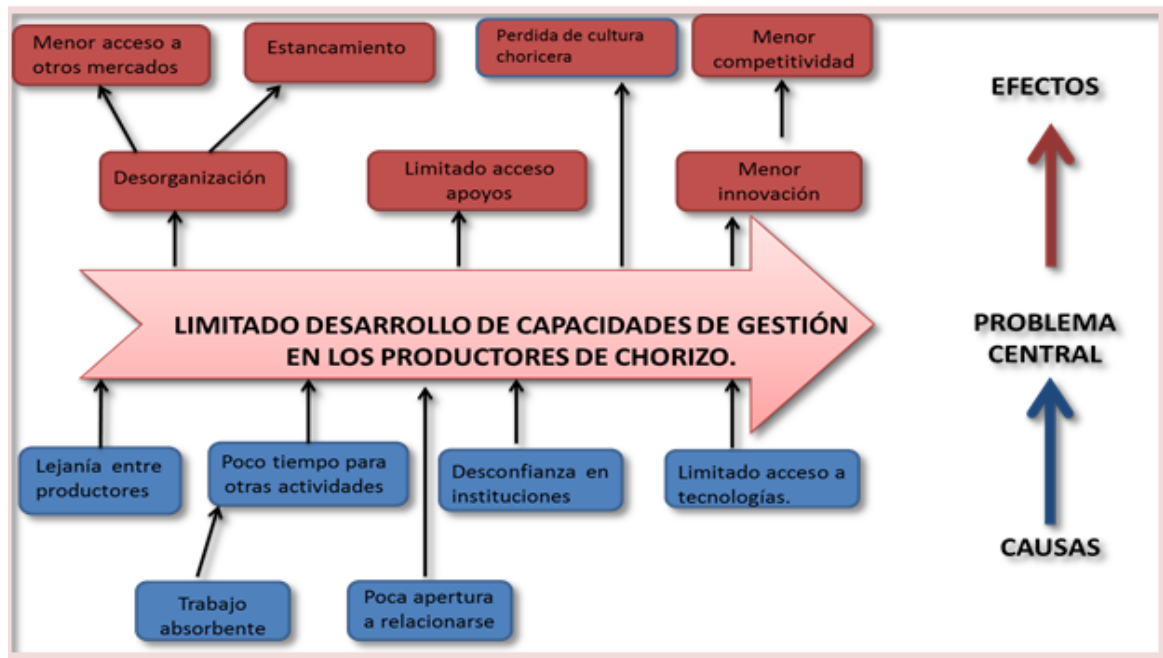 Menor acceso a
otros mercados
Estancamiento
Perdida de cultura
choricera
Menor
competitividad
EFECTOS
Desorganización
Limitado acceso
apoyos
Menor
innovación
LIMITADO DESARROLLO DE CAPACIDADES DE GESTIÓN
EN LOS PRODUCTORES DE CHORIZO.
PROBLEMA
CENTRAL
Lejanía entre
productores
Poco tiempo para
otras actividades
Desconfianza en
instituciones
Limitado acceso a
tecnologías.
CAUSAS
Trabajo
absorbente
Poca apertura
a relacionarse